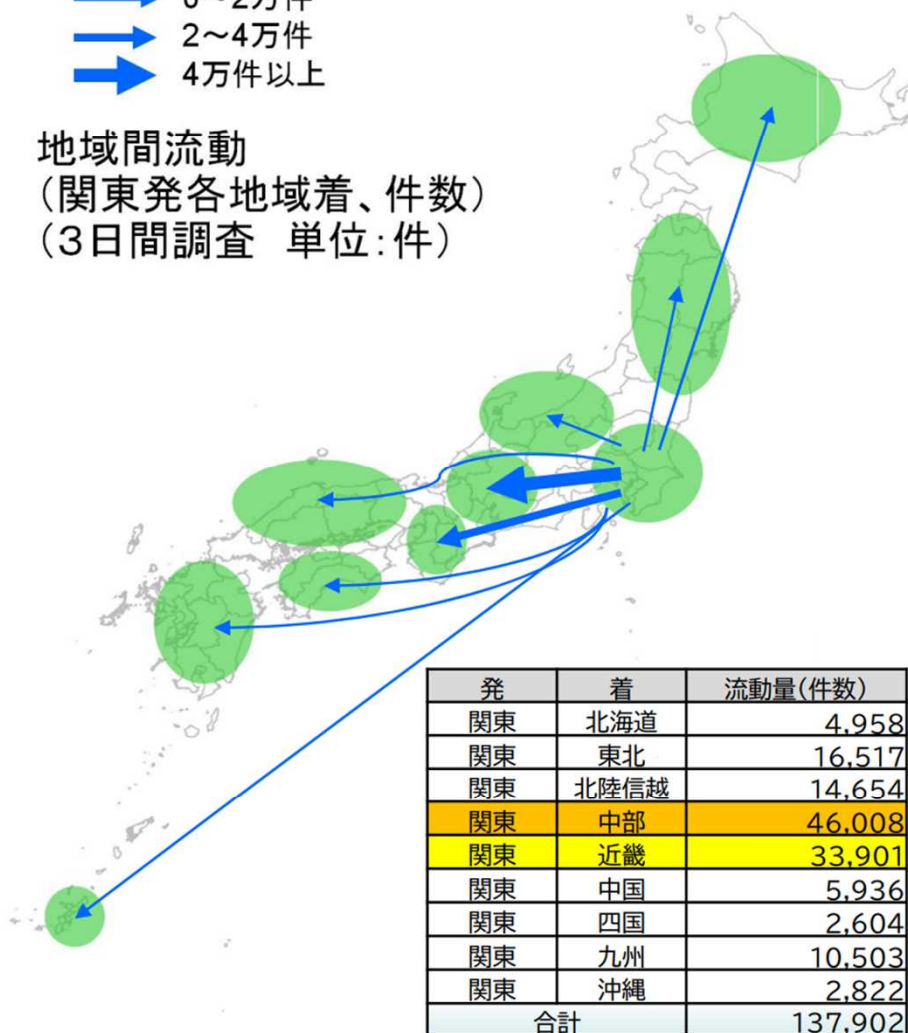 0～2万件
2～4万件
4万件以上
地域間流動
(関東発各地域着、件数)
(3日間調査 単位:件)
発 着 流動量(件数)
関東 北海道 4,958
関東 東北 16,517
関東 北陸信越 14,654
関東 中部 46,008
関東 近畿 33,901
関東 中国 5,936
関東 四国 2,604
関東 九州 10,503
関東 沖縄 2,822
合計 137,902